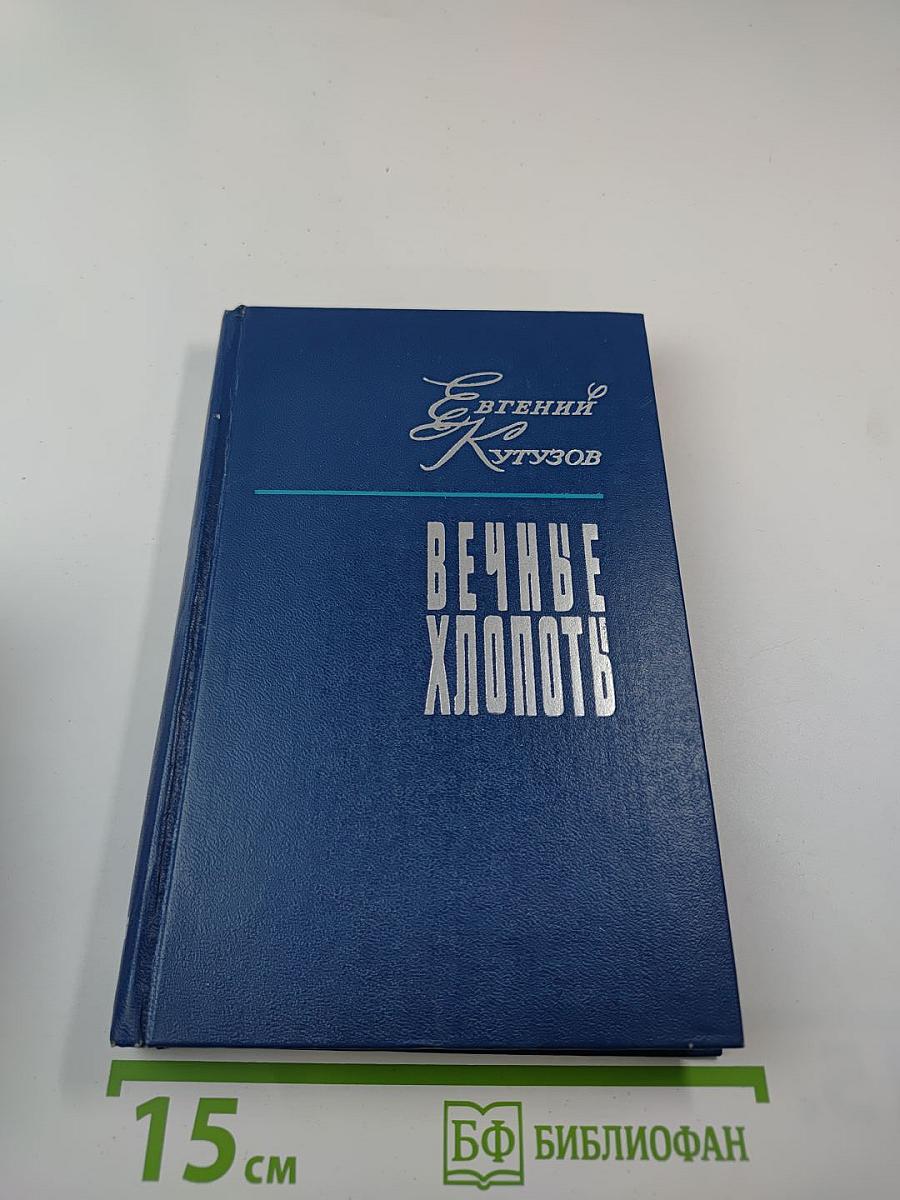 Евгений
Кутузов
ВЕЧНЫЕ
ХЛОПОТЫ
15 см
БФ БИБЛИОФАН